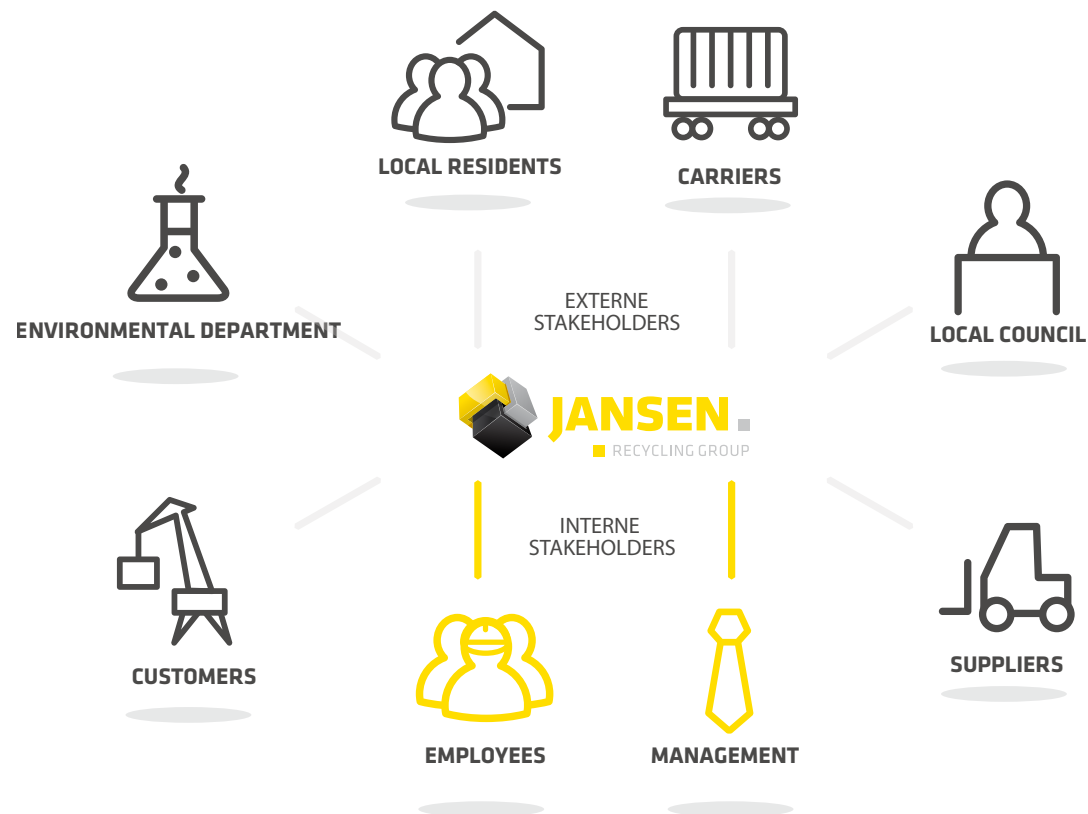 LOCAL RESIDENTS
CARRIERS
ENVIRONMENTAL DEPARTMENT
EXTERNE
STAKEHOLDERS
LOCAL COUNCIL
JANSEN
RECYCLING GROUP
INTERNE
STAKEHOLDERS
CUSTOMERS
SUPPLIERS
EMPLOYEES
MANAGEMENT